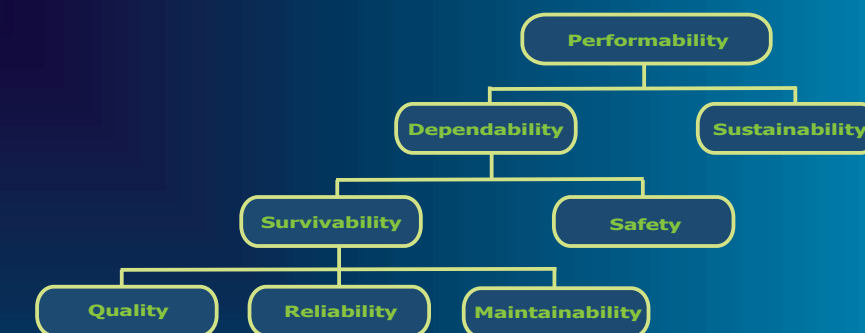 Performability
Dependability
Sustainability
Survivability
Safety
Quality
Reliability
Maintainability